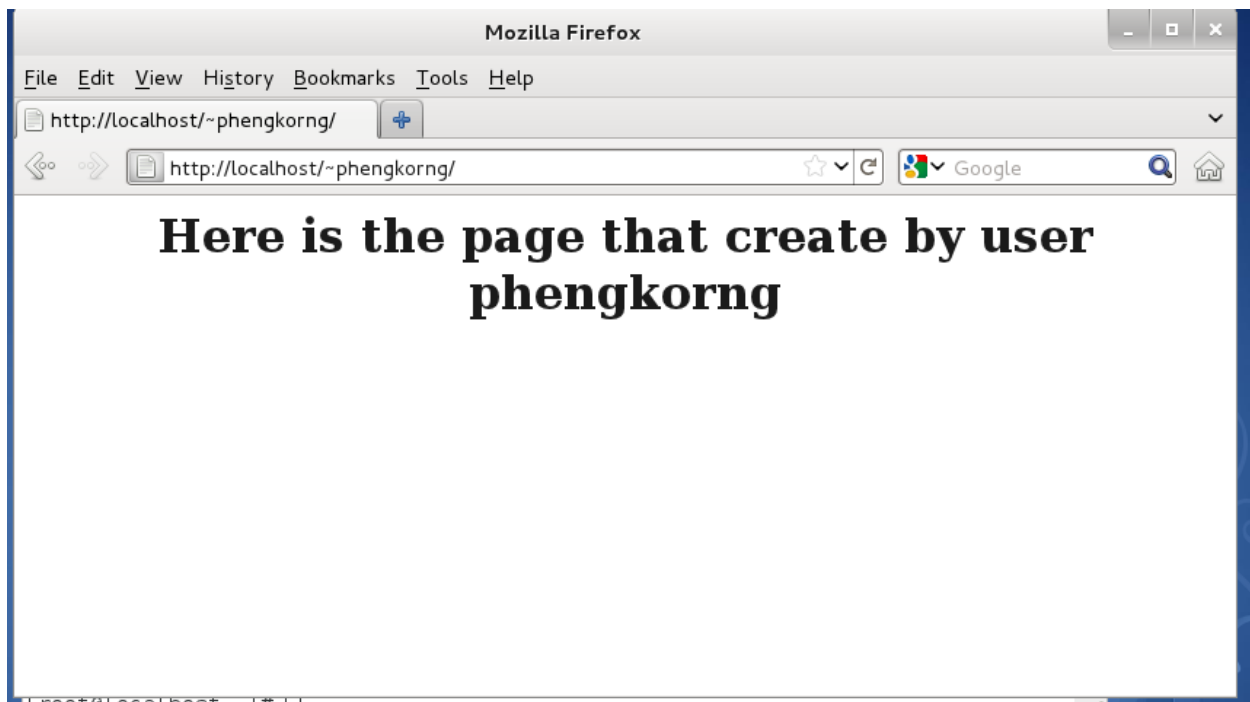 Mozilla Firefox
File Edit View History Bookmarks Tools Help
http://localhost/~phengkorng/
http://localhost/~phengkorng/ Google
Here is the page that create by user
phengkorng